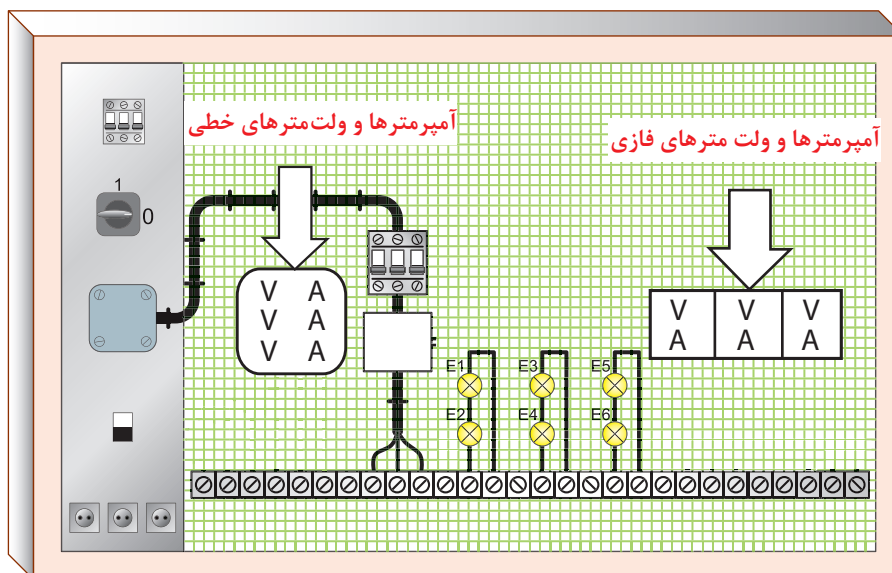 آمپرمترها و ولت‌مترهای خطی
آمپرمترها و ولت مترهای فازی
1
0
V A
V A
V A
V V V
A A A
E1 E3 E5
E2 E4 E6